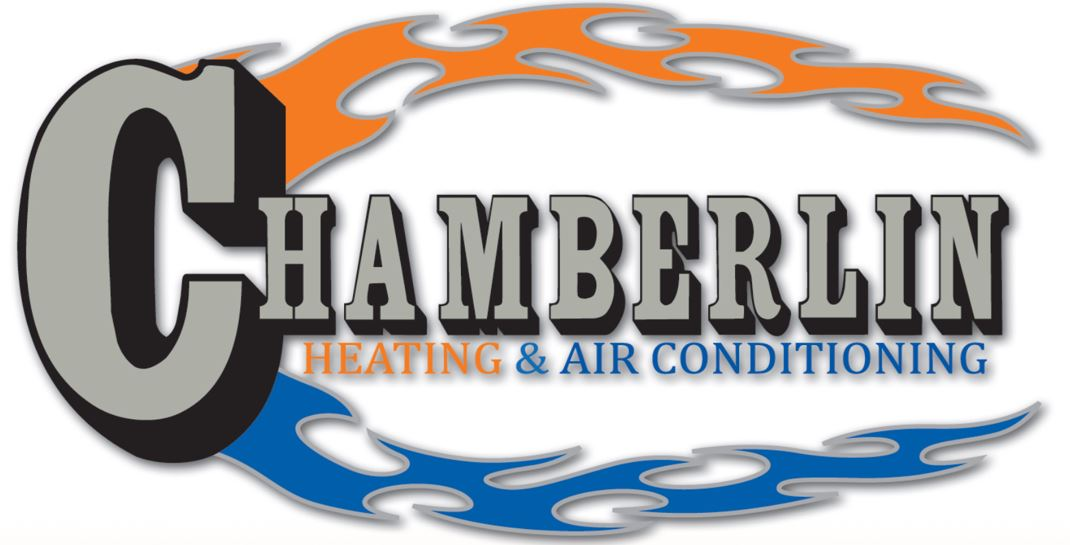 CHAMBERLIN
HEATING & AIR CONDITIONING